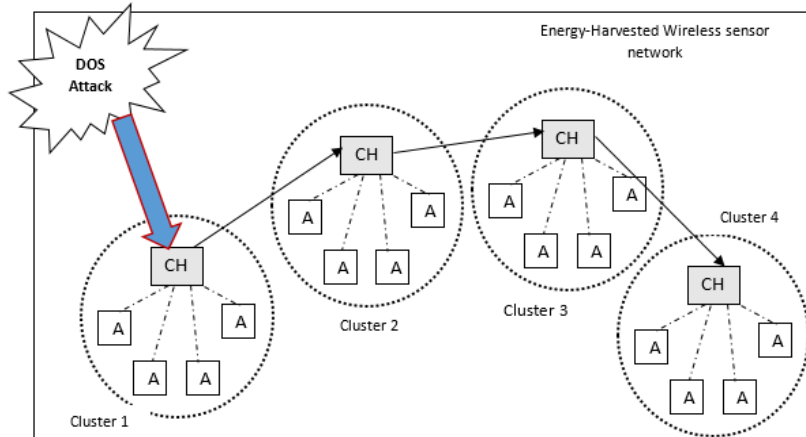 Energy-Harvested Wireless sensor
network
DOS
Attack
CH
A
A
A
A
Cluster 1
CH
A
A
A
A
Cluster 2
CH
A
A
A
A
Cluster 3
Cluster 4
CH
A
A
A
A